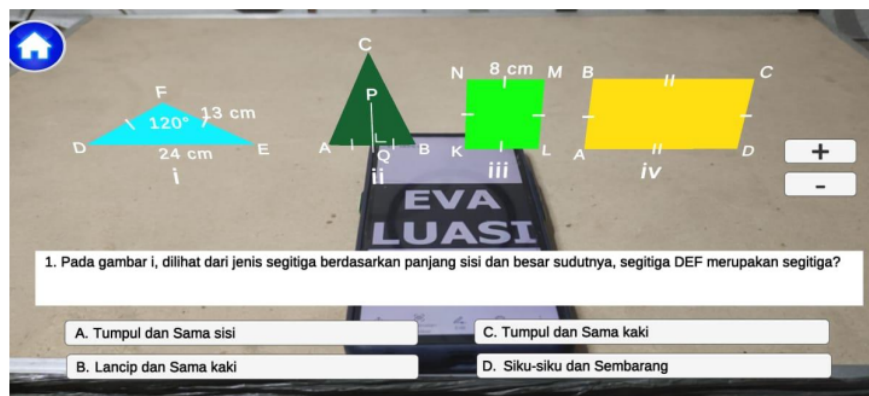 C
N 8 cm M B C
F
13 cm
P
120°
D 24 cm E A Q B K L A D
i ii iii iv
+
-
EVA
LUASI
1. Pada gambar i, dilihat dari jenis segitiga berdasarkan panjang sisi dan besar sudutnya, segitiga DEF merupakan segitiga?
A. Tumpul dan Sama sisi
C. Tumpul dan Sama kaki
B. Lancip dan Sama kaki
D. Siku-siku dan Sembarang